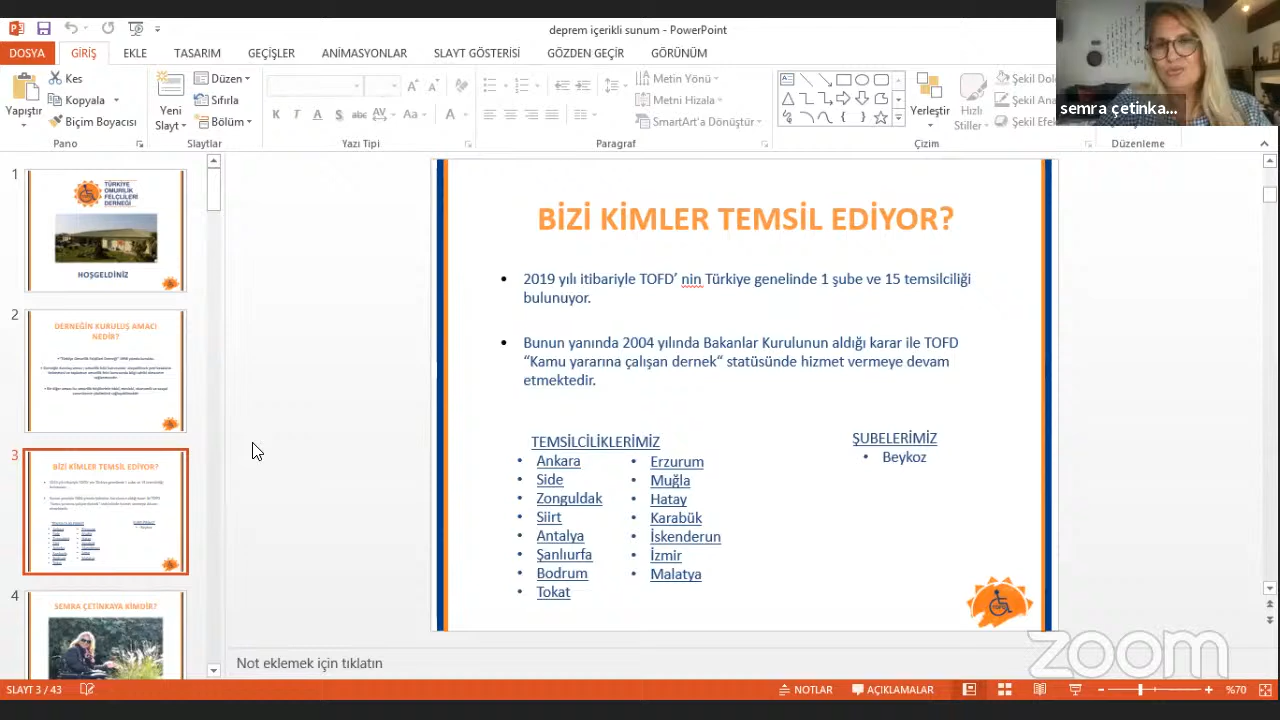 deprem içerikli sunum - PowerPoint
DOSYA GİRİŞ EKLE TASARIM GEÇİŞLER ANİMASYONLAR SLAYT GÖSTERİSİ GÖZDEN GEÇİR GÖRÜNÜM
Yapıştır
Kes
Kopyala
Biçim Boyacısı
Pano
Yeni
Slayt
Düzen
Sıfırla
Bölüm
Slaytlar
K T A S abc AV Aa A
Yazı Tipi
Metin Yönü
Metni Hizala
SmartArt'a Dönüştür
Paragraf
Yerleştir
Hızlı
Stiller
Şekil
Şekil
Şekil
Çizim
Düzenleme
semra çetinka...
1
TÜRKİYE
OMURİLİK
FELÇLİLERİ
DERNEĞİ
HOŞGELDİNİZ
2
DERNEĞİN KURULUŞ AMACI
NEDİR?
3
BİZİ KİMLER TEMSİL EDİYOR?
4
SEMRA ÇETİNKAYA KİMDİR?
BİZİ KİMLER TEMSİL EDİYOR?
• 2019 yılı itibariyle TOFD’ nin Türkiye genelinde 1 şube ve 15 temsilciliği
bulunuyor.
• Bunun yanında 2004 yılında Bakanlar Kurulunun aldığı karar ile TOFD
“Kamu yararına çalışan dernek“ statüsünde hizmet vermeye devam
etmektedir.
TEMSİLCİLİKLERİMİZ
• Ankara
• Side
• Zonguldak
• Siirt
• Antalya
• Şanlıurfa
• Bodrum
• Tokat
• Erzurum
• Muğla
• Hatay
• Karabük
• İskenderun
• İzmir
• Malatya
ŞUBELERİMİZ
• Beykoz
Not eklemek için tıklatın
zoom
SLAYT 3 / 43
NOTLAR
AÇIKLAMALAR
%70